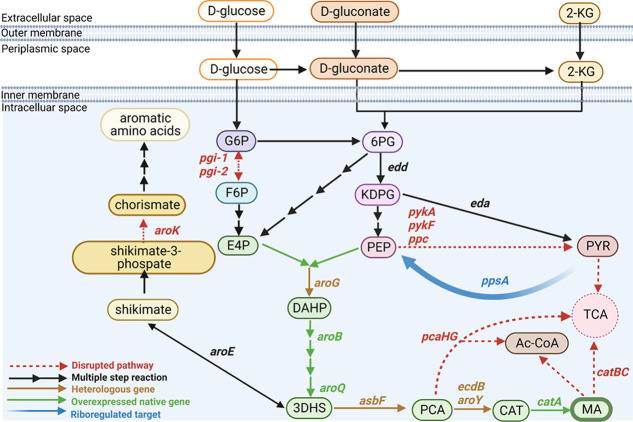 Extracellular space
D-glucose
D-gluconate
2-KG
Outer membrane
Periplasmic space
D-glucose
D-gluconate
2-KG
Inner membrane
Intracelluar space
aromatic
amino acids
G6P
6PG
pgi-1
pgi-2
edd
F6P
KDPG
eda
chorismate
pykA
pykF
ppc
aroK
E4P
PEP
PYR
shikimate-3-
phospate
ppsA
aroG
shikimate
DAHP
TCA
aroB
pcaHG
Ac-CoA
aroE
catBC
Disrupted pathway
Multiple step reaction
Heterologous gene
Overexpressed native gene
Riboregulated target
aroQ
3DHS
asbF
PCA
ecdB
aroY
CAT
catA
MA